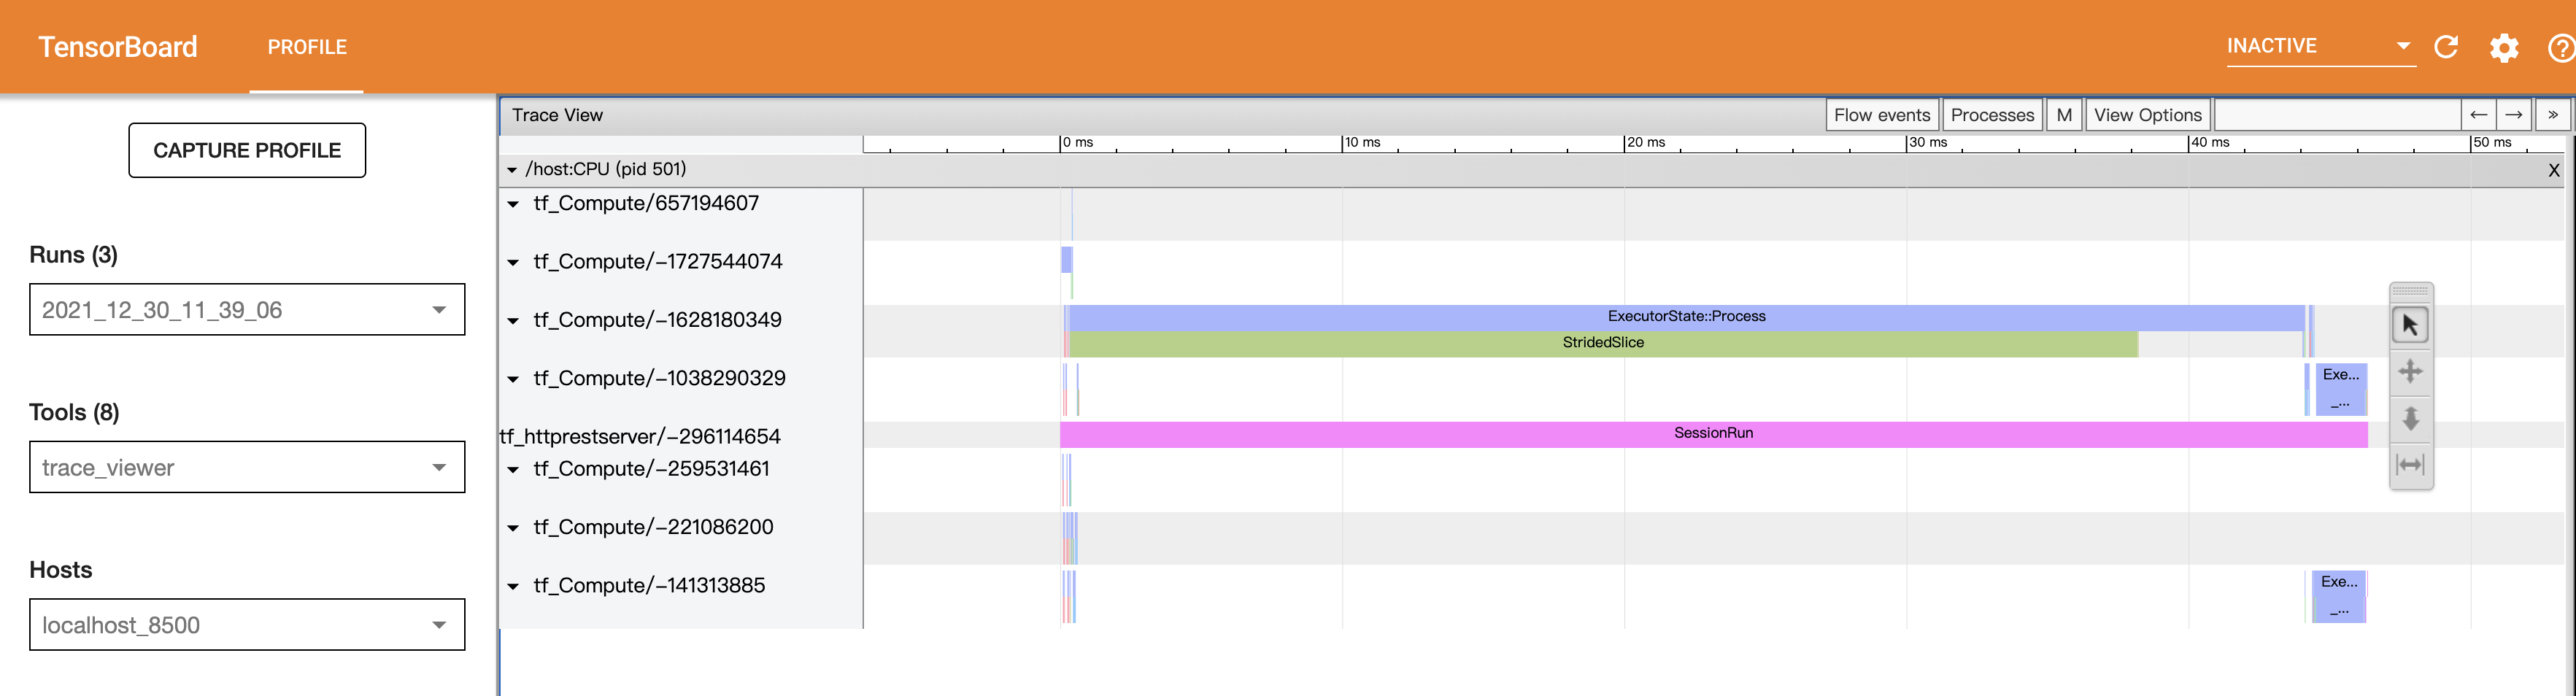 TensorBoard PROFILE INACTIVE
CAPTURE PROFILE
Runs (3)
2021_12_30_11_39_06
Tools (8)
trace_viewer
Hosts
localhost_8500
Trace View Flow events Processes M View Options ← → »
0 ms 10 ms 20 ms 30 ms 40 ms 50 ms
/host:CPU (pid 501) X
tf_Compute/657194607
tf_Compute/-1727544074
tf_Compute/-1628180349 ExecutorState::Process
StridedSlice
tf_Compute/-1038290329 Exe...
_...
tf_httprestserver/-296114654 SessionRun
tf_Compute/-259531461
tf_Compute/-221086200
tf_Compute/-141313885 Exe...
_...